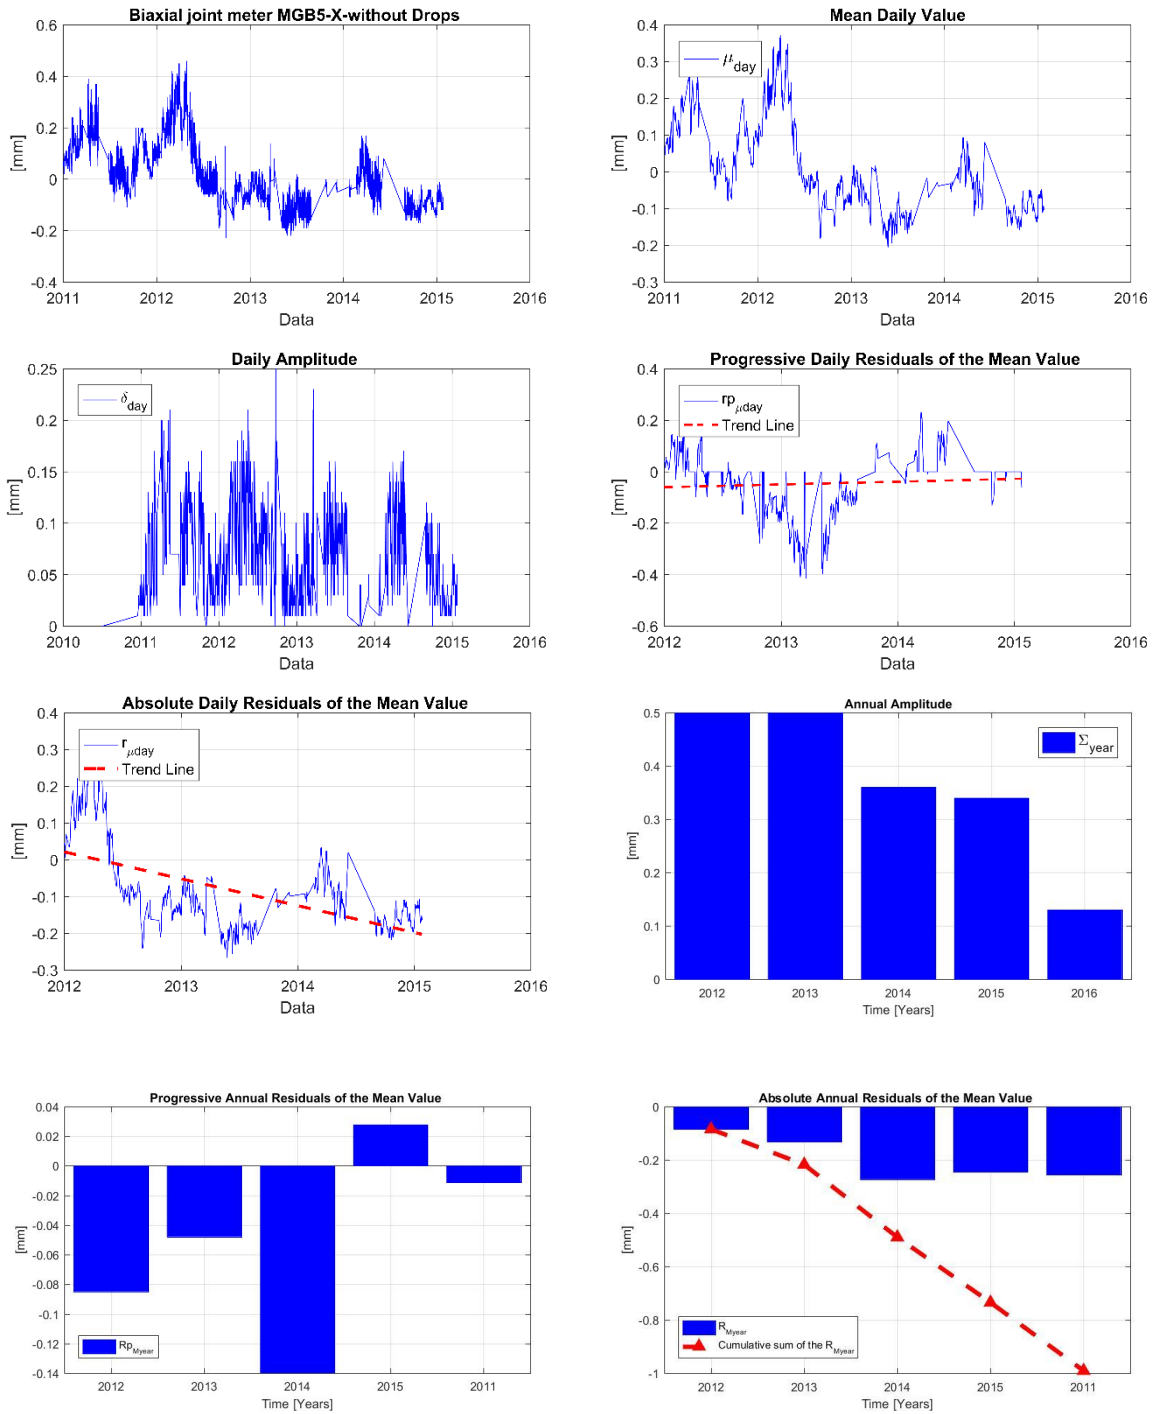 Biaxial joint meter MGB5-X-without Drops
0.6
0.4
0.2
0
-0.2
-0.4
[mm]
2011 2012 2013 2014 2015 2016
Data
Mean Daily Value
μday
0.4
0.3
0.2
0.1
0
-0.1
-0.2
-0.3
[mm]
2011 2012 2013 2014 2015 2016
Data
Daily Amplitude
δday
0.25
0.2
0.15
0.1
0.05
0
[mm]
2010 2011 2012 2013 2014 2015 2016
Data
Progressive Daily Residuals of the Mean Value
rpμday
Trend Line
0.4
0.2
0
-0.2
-0.4
-0.6
[mm]
2012 2013 2014 2015 2016
Data
Absolute Daily Residuals of the Mean Value
rμday
Trend Line
0.4
0.3
0.2
0.1
0
-0.1
-0.2
-0.3
[mm]
2012 2013 2014 2015 2016
Data
Annual Amplitude
Σyear
0.5
0.4
0.3
0.2
0.1
0
[mm]
2012 2013 2014 2015 2016
Time [Years]
Progressive Annual Residuals of the Mean Value
0.04
0.02
0
-0.02
-0.04
-0.06
-0.08
-0.1
-0.12
-0.14
[mm]
RpMyear
2012 2013 2014 2015 2011
Time [Years]
Absolute Annual Residuals of the Mean Value
0
-0.2
-0.4
-0.6
-0.8
-1
[mm]
RMyear
Cumulative sum of the RMyear
2012 2013 2014 2015 2011
Time [Years]